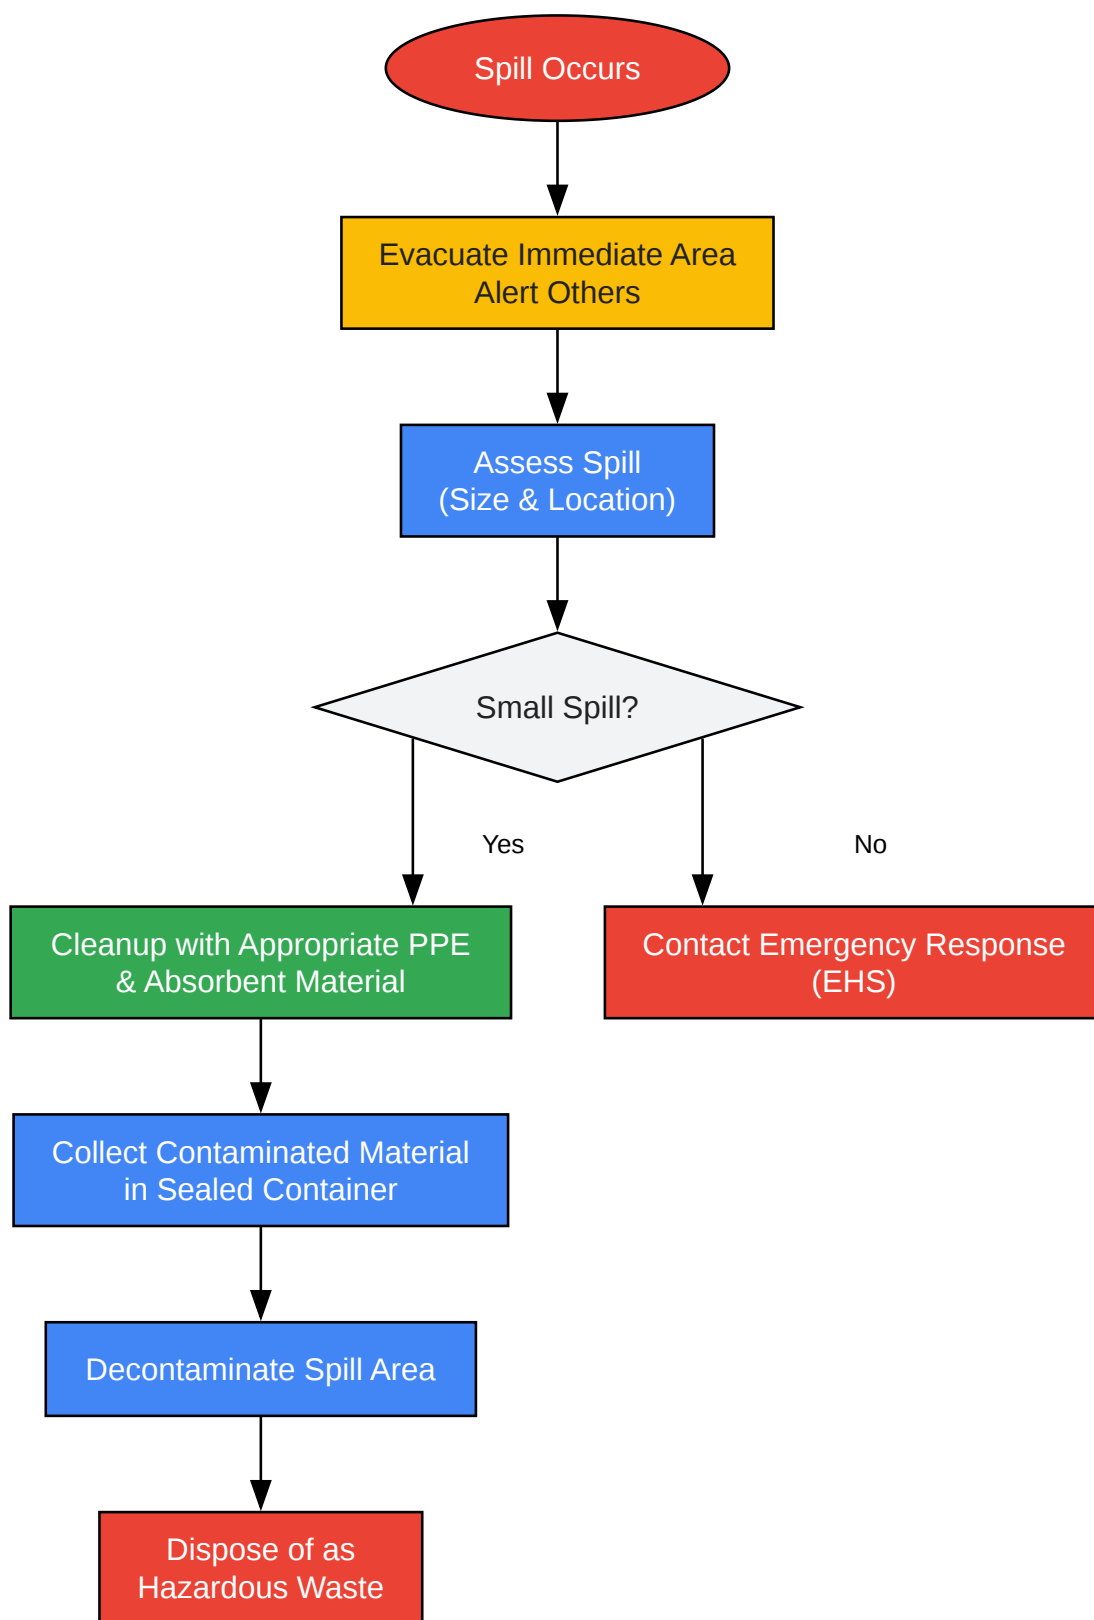 Spill Occurs
Evacuate Immediate Area
Alert Others
Assess Spill
(Size & Location)
Small Spill?
Yes
No
Cleanup with Appropriate PPE
& Absorbent Material
Contact Emergency Response
(EHS)
Collect Contaminated Material
in Sealed Container
Decontaminate Spill Area
Dispose of as
Hazardous Waste